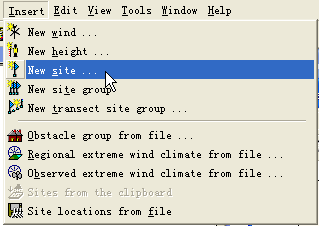 Insert Edit View Tools Window Help
New wind ...
New height ...
New site ...
New site group
New transect site group ...
Obstacle group from file ...
Regional extreme wind climate from file ...
Observed extreme wind climate from file ...
Sites from the clipboard
Site locations from file